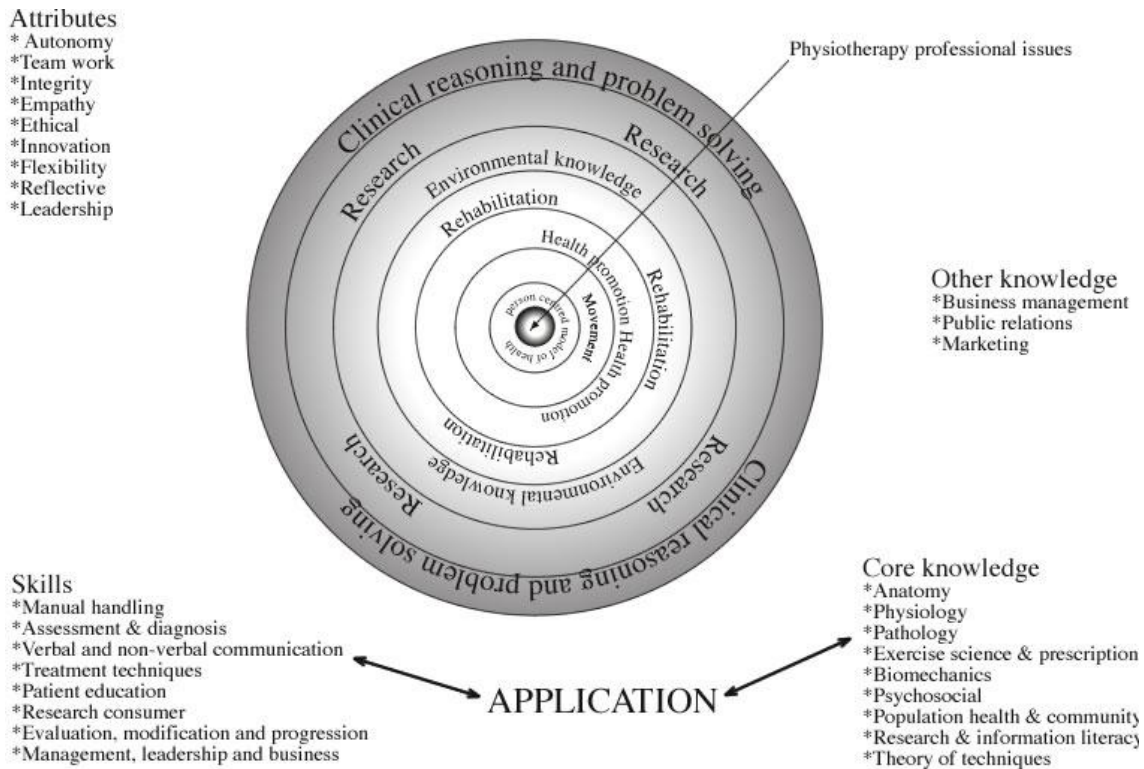 Attributes
* Autonomy
*Team work
*Integrity
*Empathy
*Ethical
*Innovation
*Flexibility
*Reflective
*Leadership
Physiotherapy professional issues
Clinical reasoning and problem solving
Research
Research
Environmental knowledge
Rehabilitation
Health promotion
Rehabilitation
Movement
person centred model of health
Health promotion
Rehabilitation
Environmental knowledge
Research
Research
Clinical reasoning and problem solving
Other knowledge
*Business management
*Public relations
*Marketing
Skills
*Manual handling
*Assessment & diagnosis
*Verbal and non-verbal communication
*Treatment techniques
*Patient education
*Research consumer
*Evaluation, modification and progression
*Management, leadership and business
APPLICATION
Core knowledge
*Anatomy
*Physiology
*Pathology
*Exercise science & prescription
*Biomechanics
*Psychosocial
*Population health & community
*Research & information literacy
*Theory of techniques